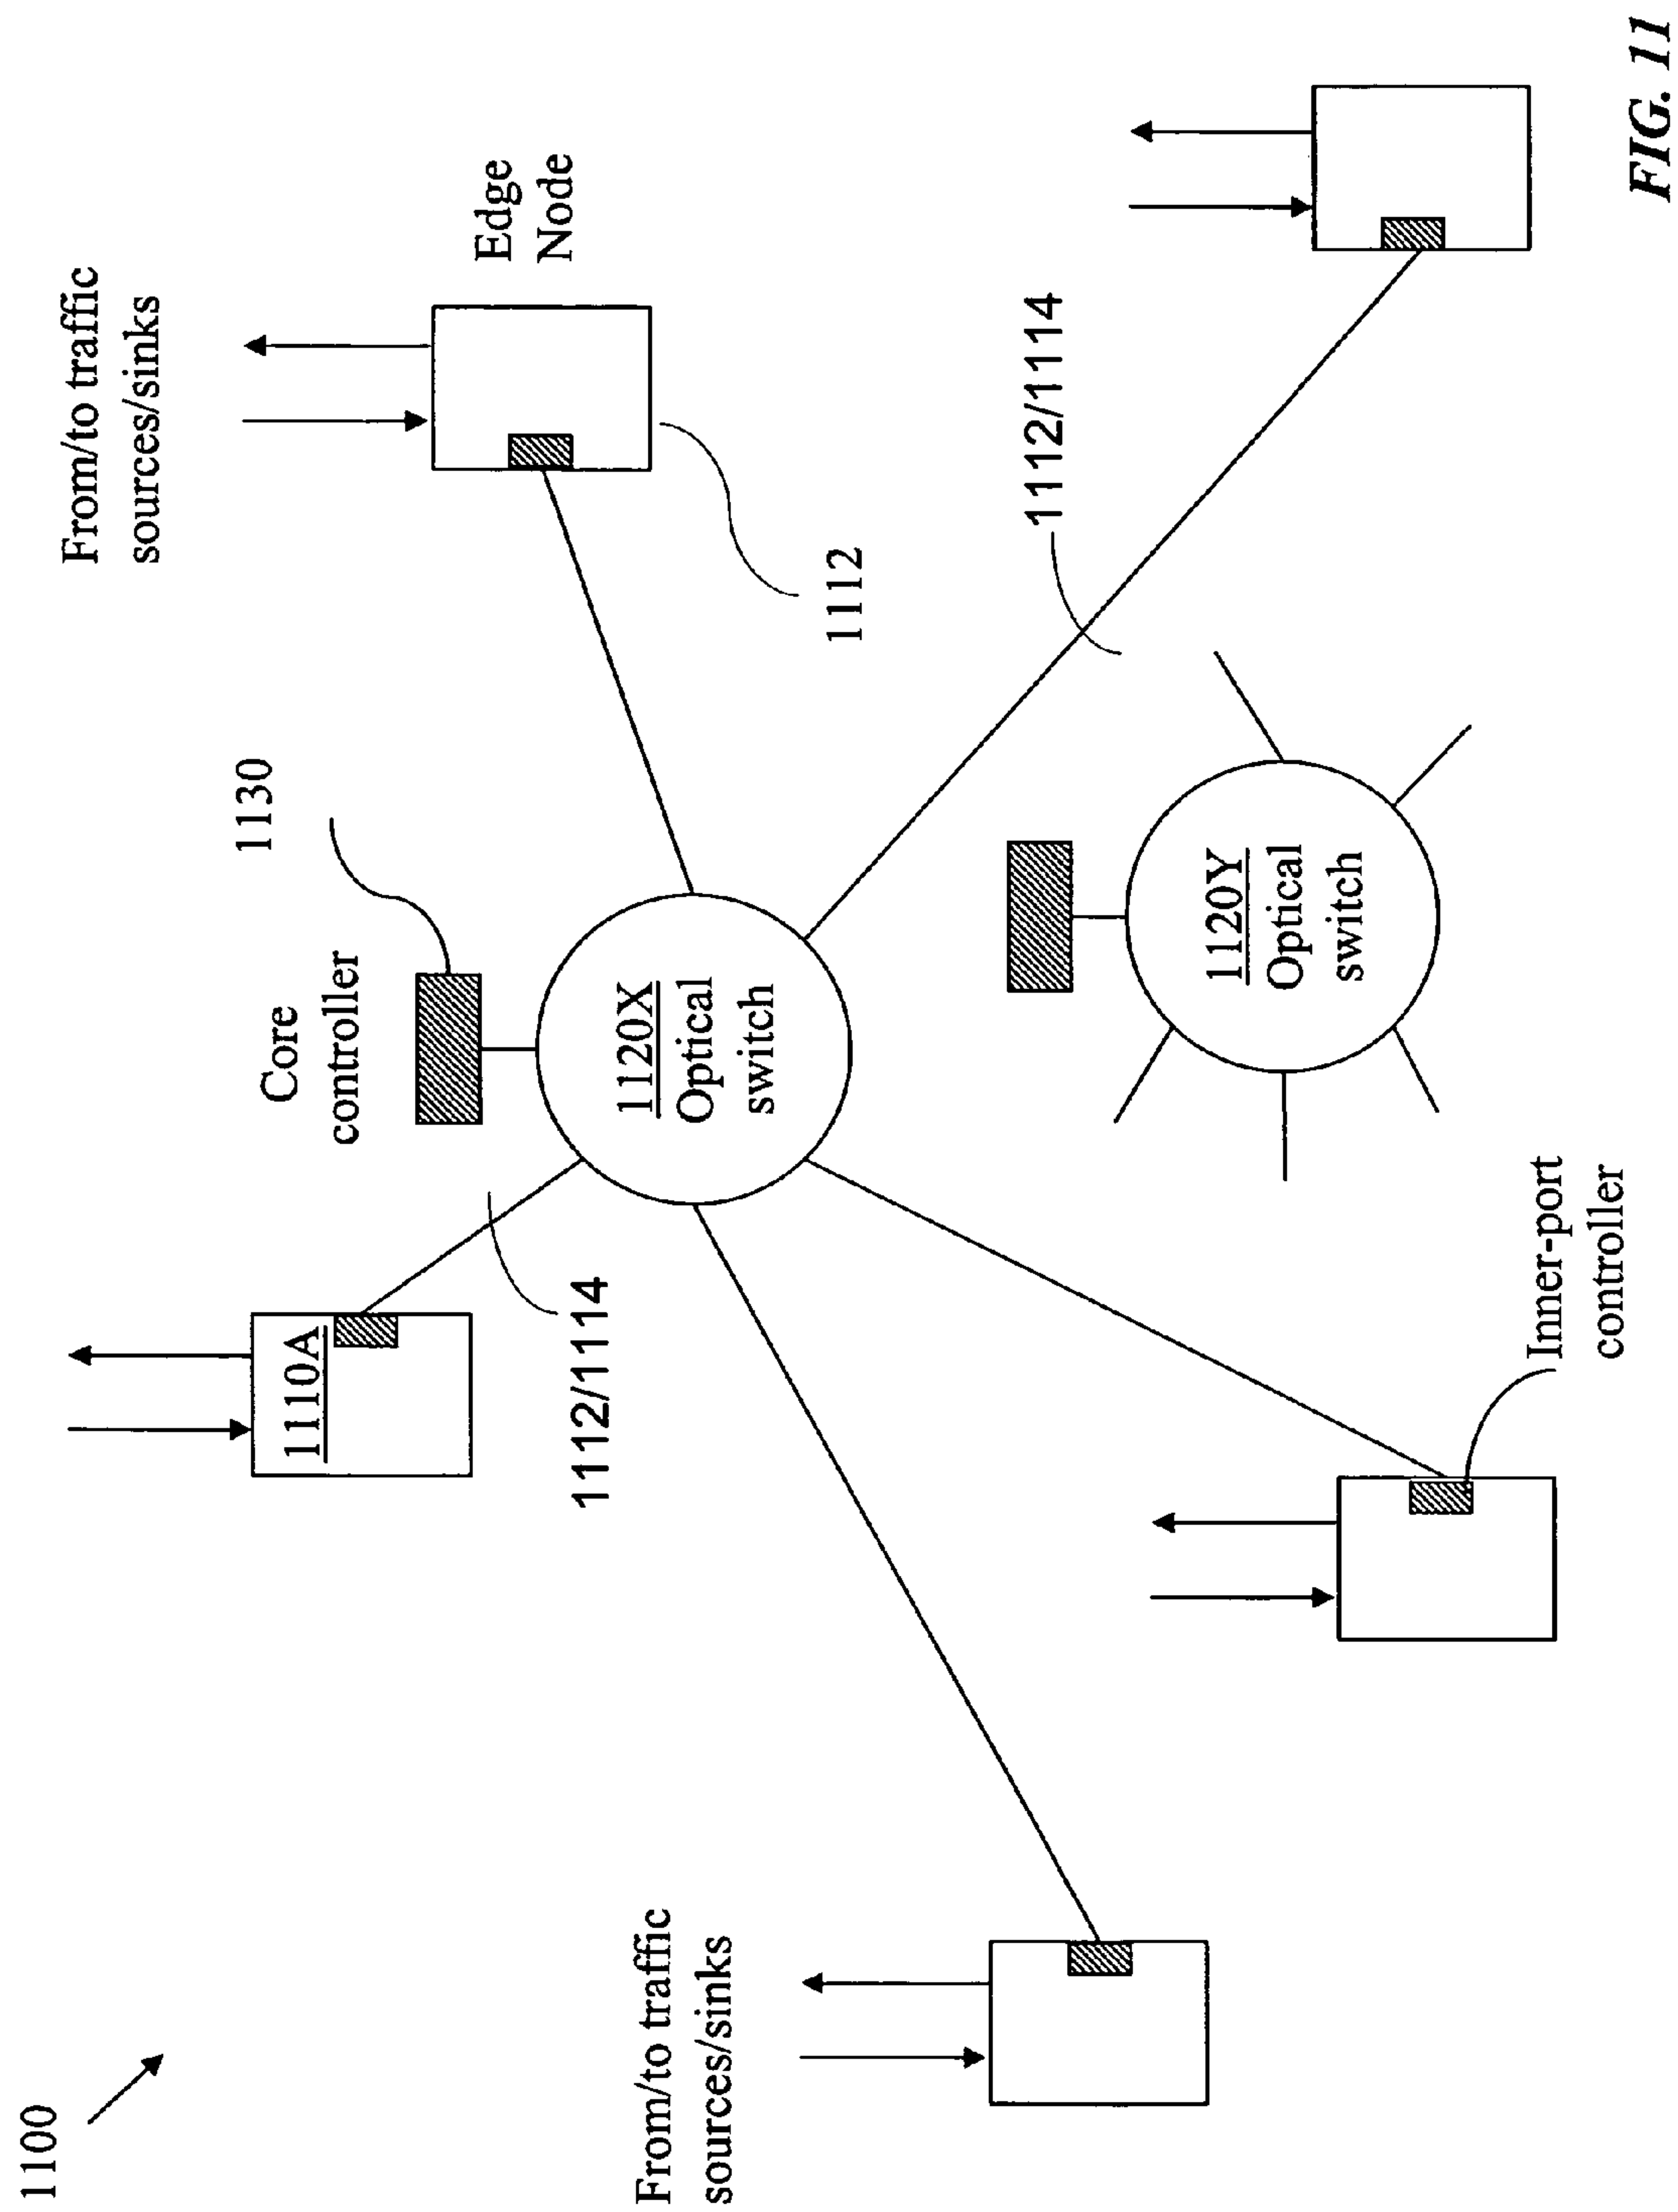 1100
From/to traffic
sources/sinks
1110A
1112/1114
Core
controller
1130
From/to traffic
sources/sinks
Edge
Node
1112
1120X
Optical
switch
1112/1114
1120Y
Optical
switch
Inner-port
controller
FIG. 11